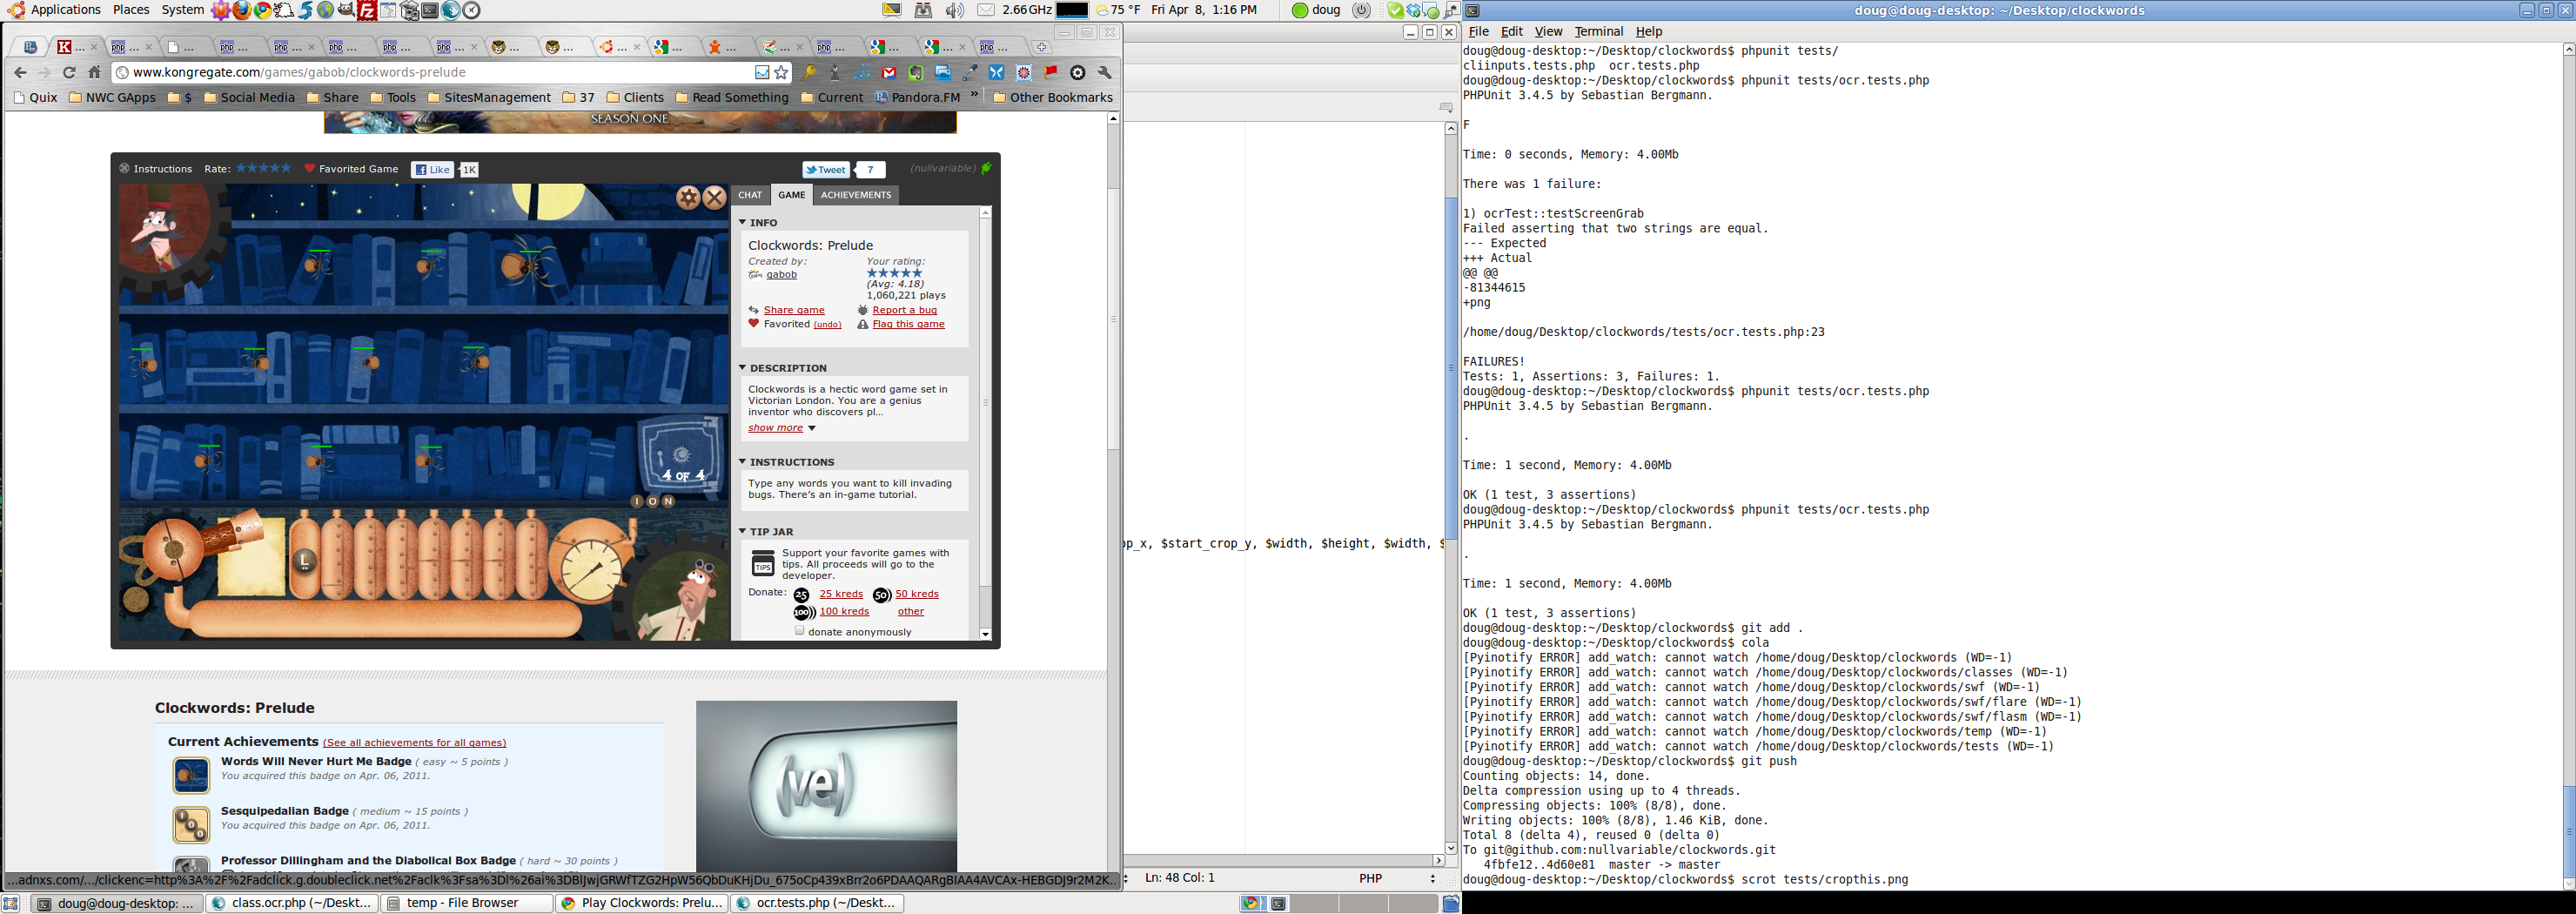 Applications Places System
2.66 GHz
75 °F Fri Apr 8, 1:16 PM
doug
www.kongregate.com/games/gabob/clockwords-prelude
Quix NWC GApps $ Social Media Share Tools SitesManagement 37 Clients Read Something Current Pandora.FM » Other Bookmarks
SEASON ONE
Instructions Rate: Favorited Game Like 1K Tweet 7 (nullvariable)
CHAT GAME ACHIEVEMENTS
INFO
Clockwords: Prelude
Created by:
gabob
Your rating:
(Avg: 4.18)
1,060,221 plays
Share game
Report a bug
Favorited (undo)
Flag this game
DESCRIPTION
Clockwords is a hectic word game set in
Victorian London. You are a genius
inventor who discovers pl...
show more
INSTRUCTIONS
Type any words you want to kill invading
bugs. There's an in-game tutorial.
TIP JAR
TIPS
Support your favorite games with
tips. All proceeds will go to the
developer.
Donate: 25 25 kreds 50 50 kreds
100 100 kreds other
donate anonymously
4 OF 4
I O N
L
Clockwords: Prelude
Current Achievements (See all achievements for all games)
Words Will Never Hurt Me Badge ( easy ~ 5 points )
You acquired this badge on Apr. 06, 2011.
Sesquipedalian Badge ( medium ~ 15 points )
You acquired this badge on Apr. 06, 2011.
Professor Dillingham and the Diabolical Box Badge ( hard ~ 30 points )
(ve)
op_x, $start_crop_y, $width, $height, $width, $
Ln: 48 Col: 1 PHP
doug@doug-desktop: ~/Desktop/clockwords
File Edit View Terminal Help
doug@doug-desktop:~/Desktop/clockwords$ phpunit tests/
cliinputs.tests.php ocr.tests.php
doug@doug-desktop:~/Desktop/clockwords$ phpunit tests/ocr.tests.php
PHPUnit 3.4.5 by Sebastian Bergmann.
F
Time: 0 seconds, Memory: 4.00Mb
There was 1 failure:
1) ocrTest::testScreenGrab
Failed asserting that two strings are equal.
--- Expected
+++ Actual
@@ @@
-81344615
+png
/home/doug/Desktop/clockwords/tests/ocr.tests.php:23
FAILURES!
Tests: 1, Assertions: 3, Failures: 1.
doug@doug-desktop:~/Desktop/clockwords$ phpunit tests/ocr.tests.php
PHPUnit 3.4.5 by Sebastian Bergmann.
.
Time: 1 second, Memory: 4.00Mb
OK (1 test, 3 assertions)
doug@doug-desktop:~/Desktop/clockwords$ phpunit tests/ocr.tests.php
PHPUnit 3.4.5 by Sebastian Bergmann.
.
Time: 1 second, Memory: 4.00Mb
OK (1 test, 3 assertions)
doug@doug-desktop:~/Desktop/clockwords$ git add .
doug@doug-desktop:~/Desktop/clockwords$ cola
[Pyinotify ERROR] add_watch: cannot watch /home/doug/Desktop/clockwords (WD=-1)
[Pyinotify ERROR] add_watch: cannot watch /home/doug/Desktop/clockwords/classes (WD=-1)
[Pyinotify ERROR] add_watch: cannot watch /home/doug/Desktop/clockwords/swf (WD=-1)
[Pyinotify ERROR] add_watch: cannot watch /home/doug/Desktop/clockwords/swf/flare (WD=-1)
[Pyinotify ERROR] add_watch: cannot watch /home/doug/Desktop/clockwords/swf/flasm (WD=-1)
[Pyinotify ERROR] add_watch: cannot watch /home/doug/Desktop/clockwords/temp (WD=-1)
[Pyinotify ERROR] add_watch: cannot watch /home/doug/Desktop/clockwords/tests (WD=-1)
doug@doug-desktop:~/Desktop/clockwords$ git push
Counting objects: 14, done.
Delta compression using up to 4 threads.
Compressing objects: 100% (8/8), done.
Writing objects: 100% (8/8), 1.46 KiB, done.
Total 8 (delta 4), reused 0 (delta 0)
To git@github.com:nullvariable/clockwords.git
4fbfe12..4d60e81 master -> master
doug@doug-desktop:~/Desktop/clockwords$ scrot tests/cropthis.png
doug@doug-desktop: ... class.ocr.php (~/Deskt... temp - File Browser Play Clockwords: Prelu... ocr.tests.php (~/Deskt...